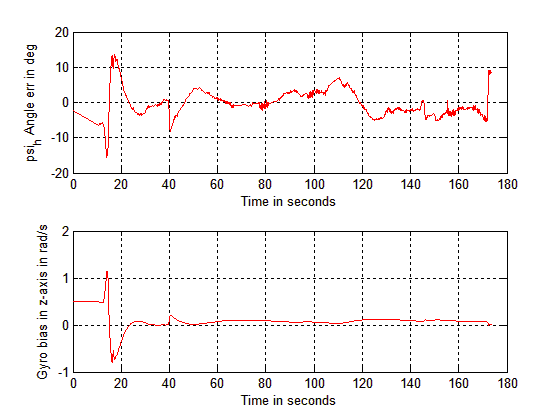 psi_h Angle err in deg
20
10
0
-10
-20
0 20 40 60 80 100 120 140 160 180
Time in seconds
Gyro bias in z-axis in rad/s
2
1
0
-1
0 20 40 60 80 100 120 140 160 180
Time in seconds